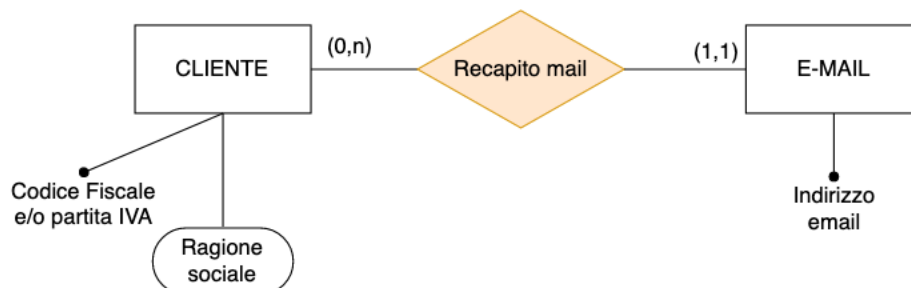 CLIENTE
(0,n)
Recapito mail
(1,1)
E-MAIL
Codice Fiscale
e/o partita IVA
Ragione
sociale
Indirizzo
email